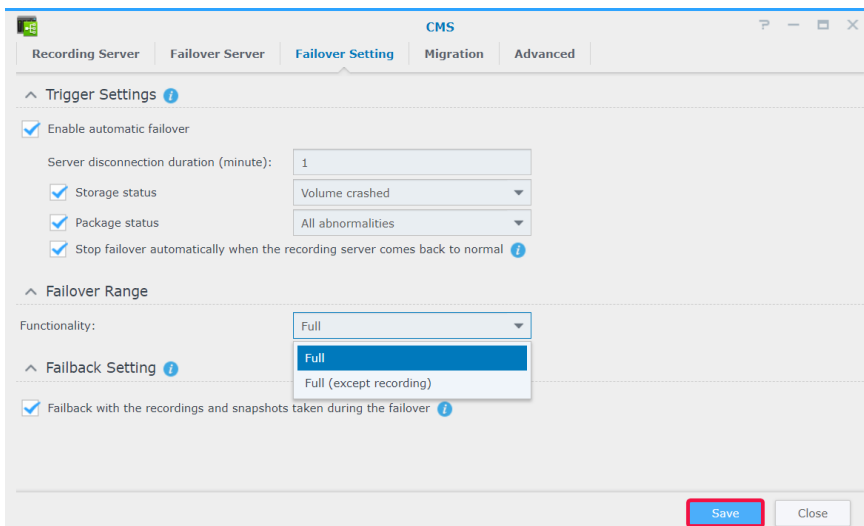 CMS
Recording Server Failover Server Failover Setting Migration Advanced
Trigger Settings
Enable automatic failover
Server disconnection duration (minute): 1
Storage status Volume crashed
Package status All abnormalities
Stop failover automatically when the recording server comes back to normal
Failover Range
Functionality: Full
Full
Full (except recording)
Failback Setting
Failback with the recordings and snapshots taken during the failover
Save Close